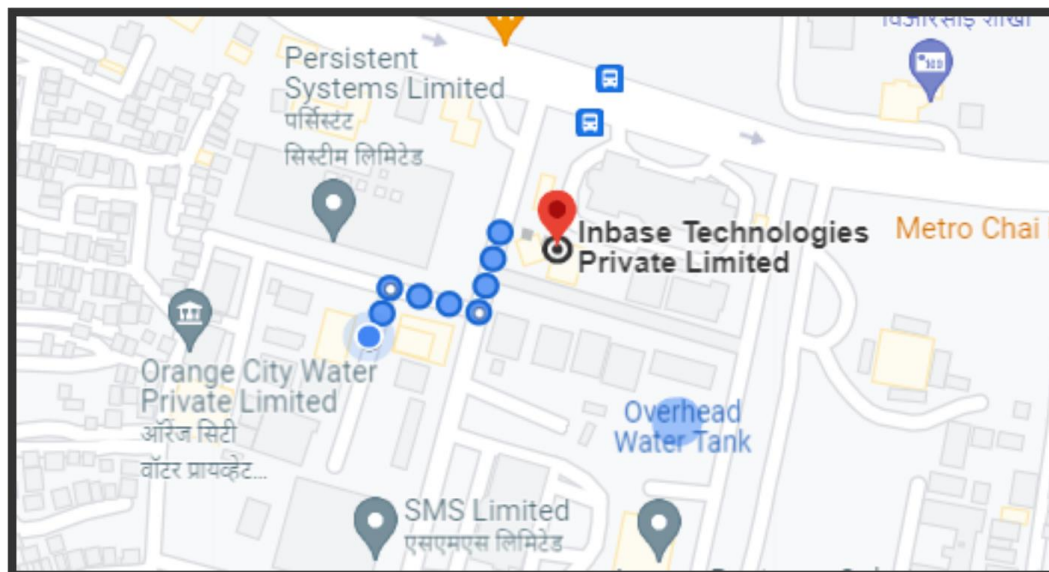 विआरसाई शाखा
Persistent
Systems Limited
पर्सिस्टंट
सिस्टीम लिमिटेड
Inbase Technologies
Private Limited
Metro Chai
Orange City Water
Private Limited
ऑरेंज सिटी
वॉटर प्रायव्हेट...
Overhead
Water Tank
SMS Limited
एसएमएस लिमिटेड